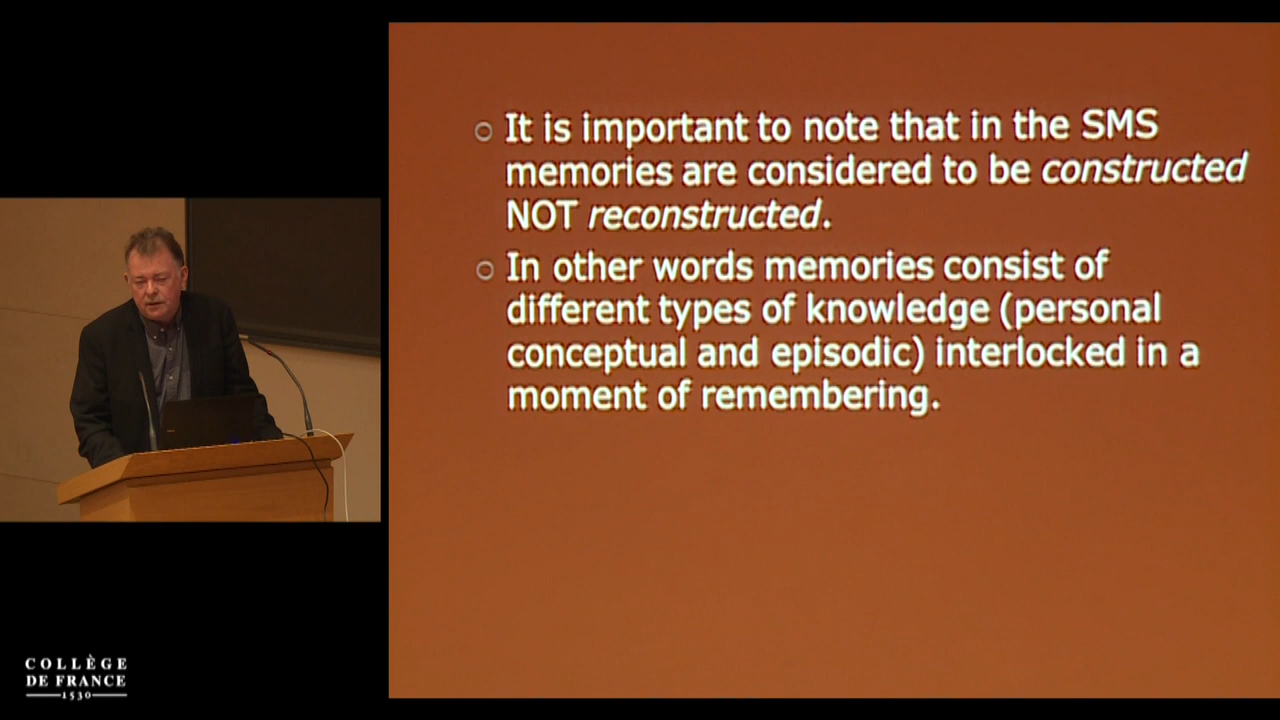 It is important to note that in the SMS
memories are considered to be constructed
NOT reconstructed.
In other words memories consist of
different types of knowledge (personal
conceptual and episodic) interlocked in a
moment of remembering.
COLLÈGE
DE FRANCE
1530